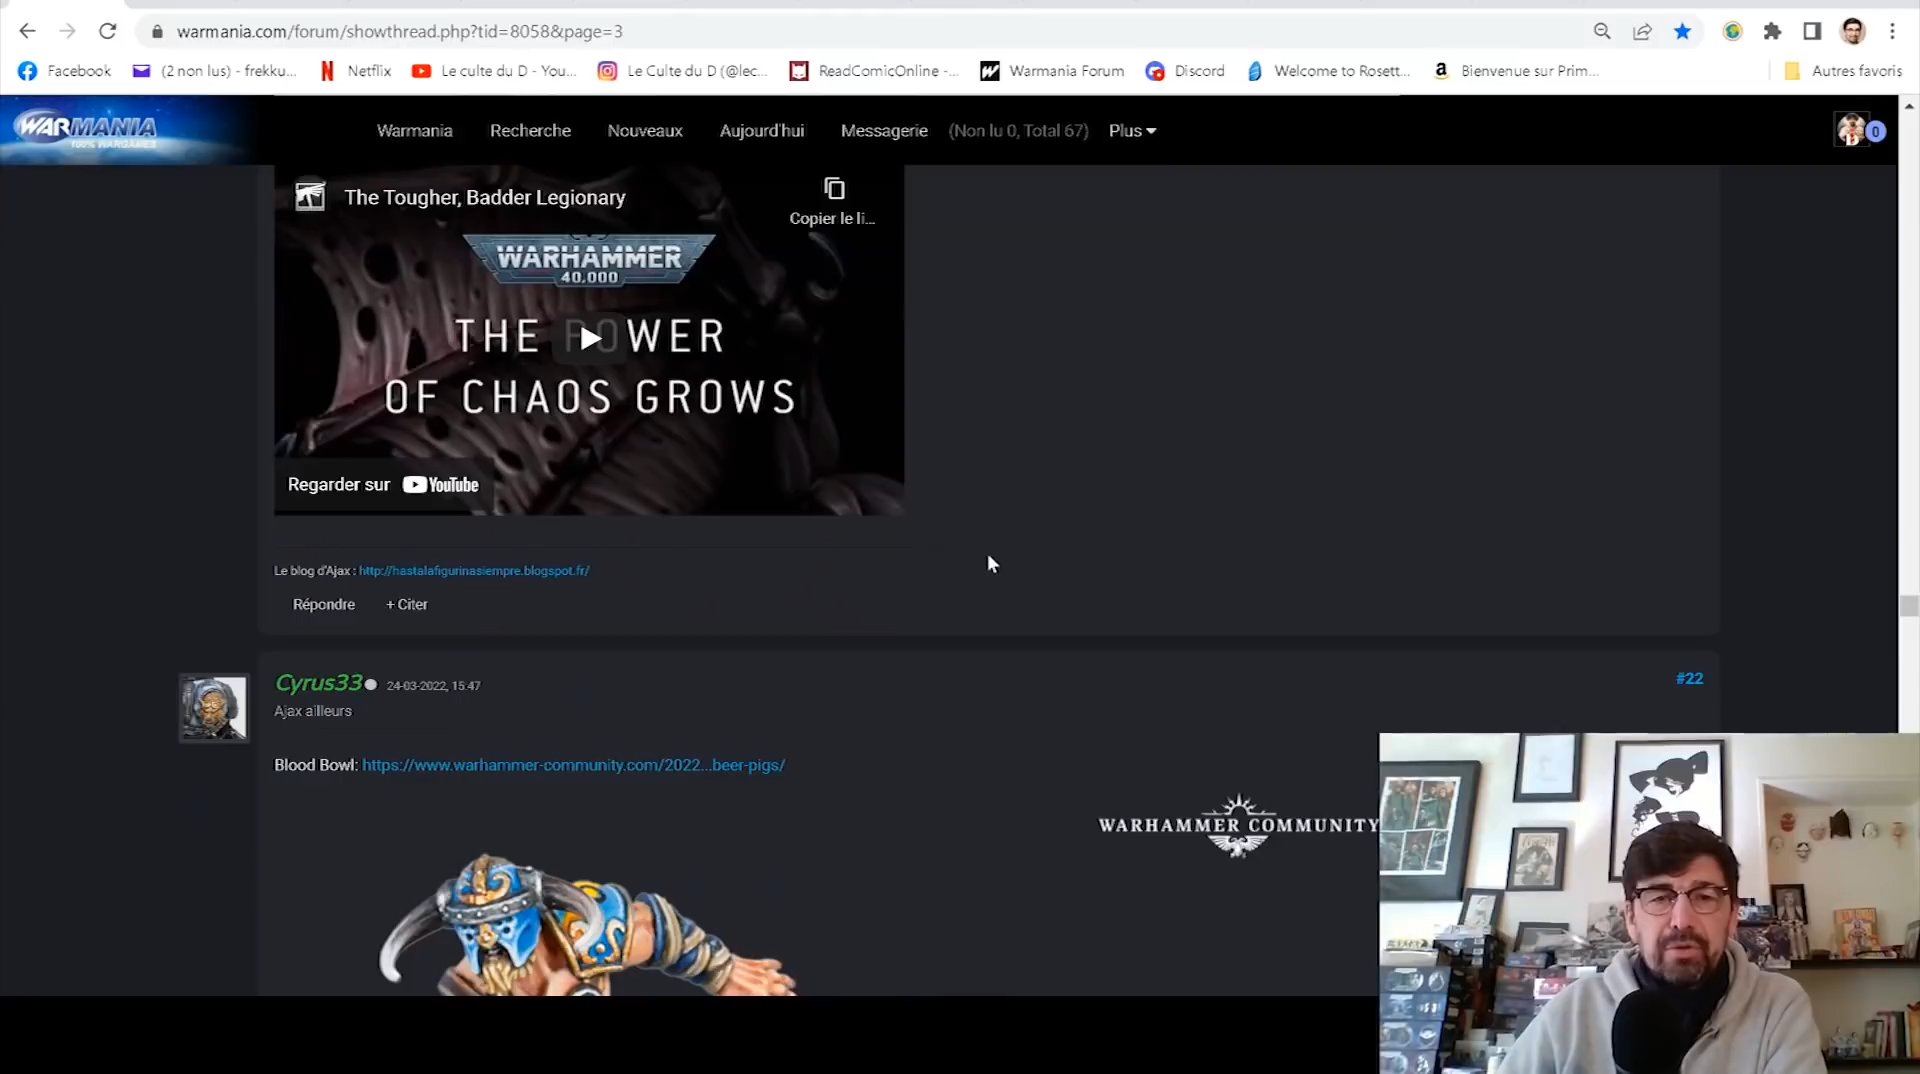 warmania.com/forum/showthread.php?tid=8058&page=3
Facebook
(2 non lus) - frekku...
Netflix
Le culte du D - You...
Le Culte du D (@lec...
ReadComicOnline -...
Warmania Forum
Discord
Welcome to Rosett...
Bienvenue sur Prim...
Autres favoris
WARMANIA
100% WARGAMES
Warmania
Recherche
Nouveaux
Aujourd'hui
Messagerie
(Non lu 0, Total 67)
Plus
0
The Tougher, Badder Legionary
Copier le li...
WARHAMMER
40,000
THE POWER
OF CHAOS GROWS
Regarder sur YouTube
Le blog d'Ajax : http://hastalafigurinasiempre.blogspot.fr/
Répondre
+ Citer
Cyrus33
24-03-2022, 15:47
#22
Ajax ailleurs
Blood Bowl: https://www.warhammer-community.com/2022...beer-pigs/
WARHAMMER COMMUNITY